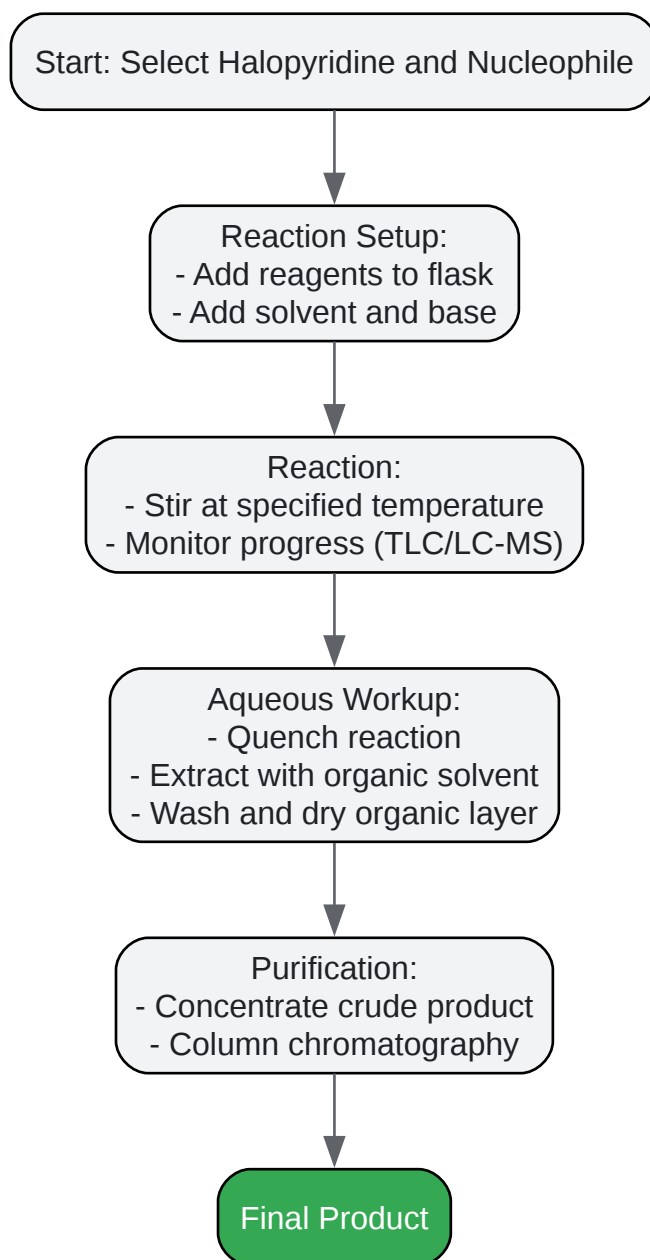 Start: Select Halopyridine and Nucleophile
Reaction Setup:
- Add reagents to flask
- Add solvent and base
Reaction:
- Stir at specified temperature
- Monitor progress (TLC/LC-MS)
Aqueous Workup:
- Quench reaction
- Extract with organic solvent
- Wash and dry organic layer
Purification:
- Concentrate crude product
- Column chromatography
Final Product